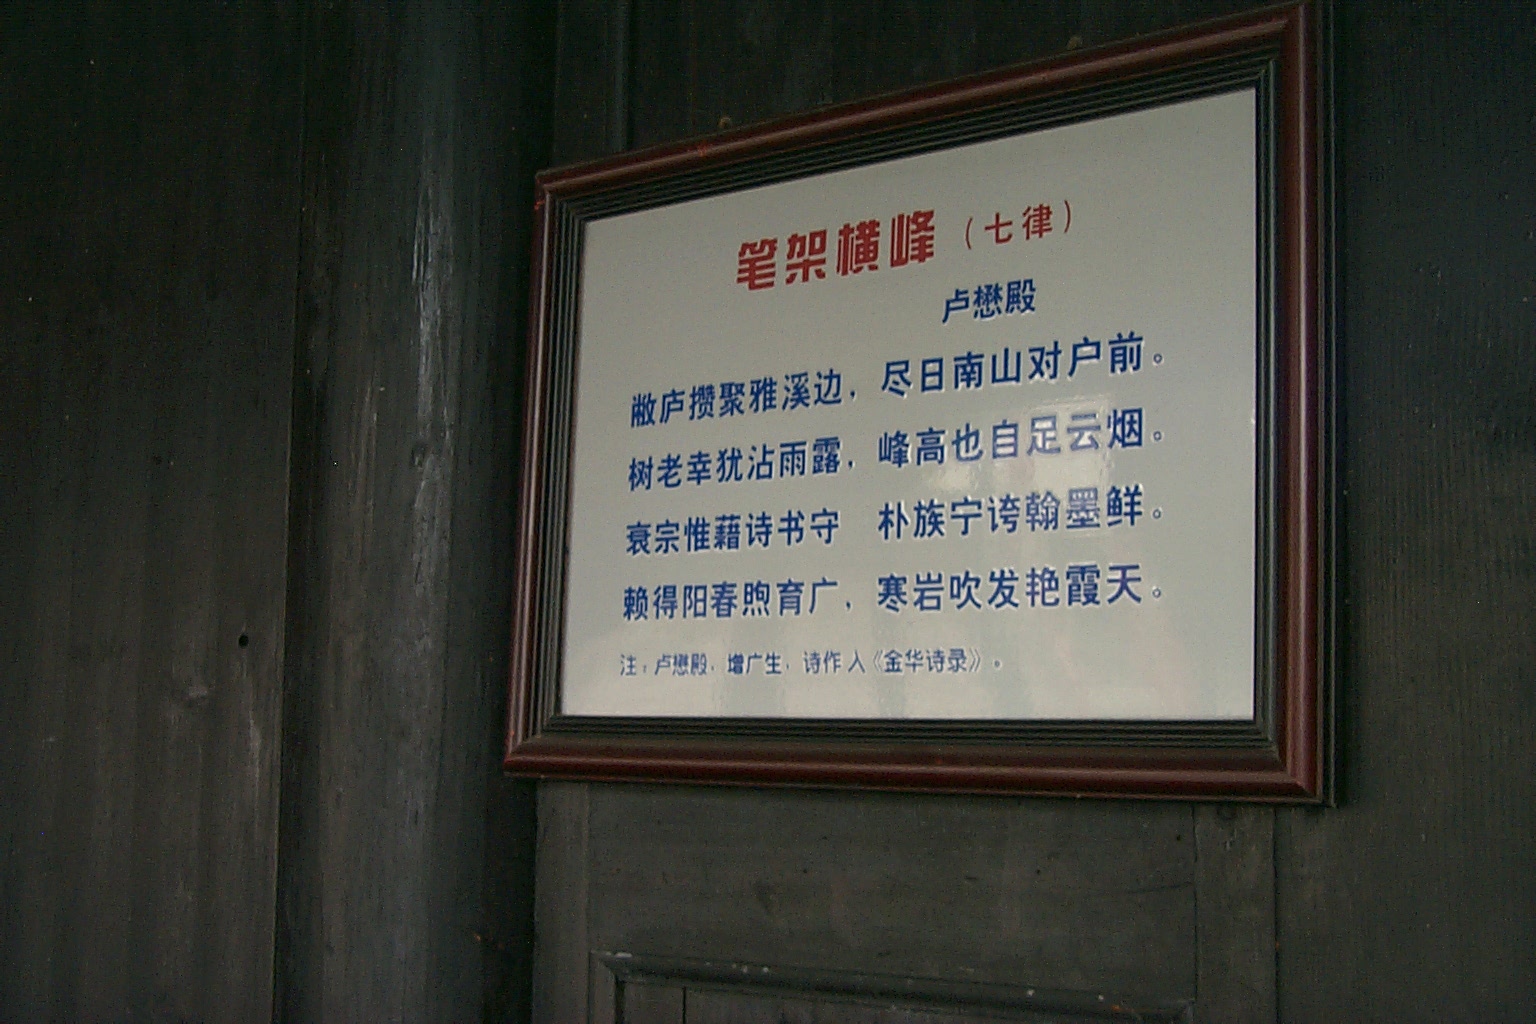 笔架横峰（七律）
卢懋殿
敝庐攒聚雅溪边，尽日南山对户前。
树老幸犹沾雨露，峰高也自足云烟。
衰宗惟藉诗书守　朴族宁诮翰墨鲜。
赖得阳春煦育广，寒岩吹发艳霞天。
注：卢懋殿，增广生，诗作入《金华诗录》。